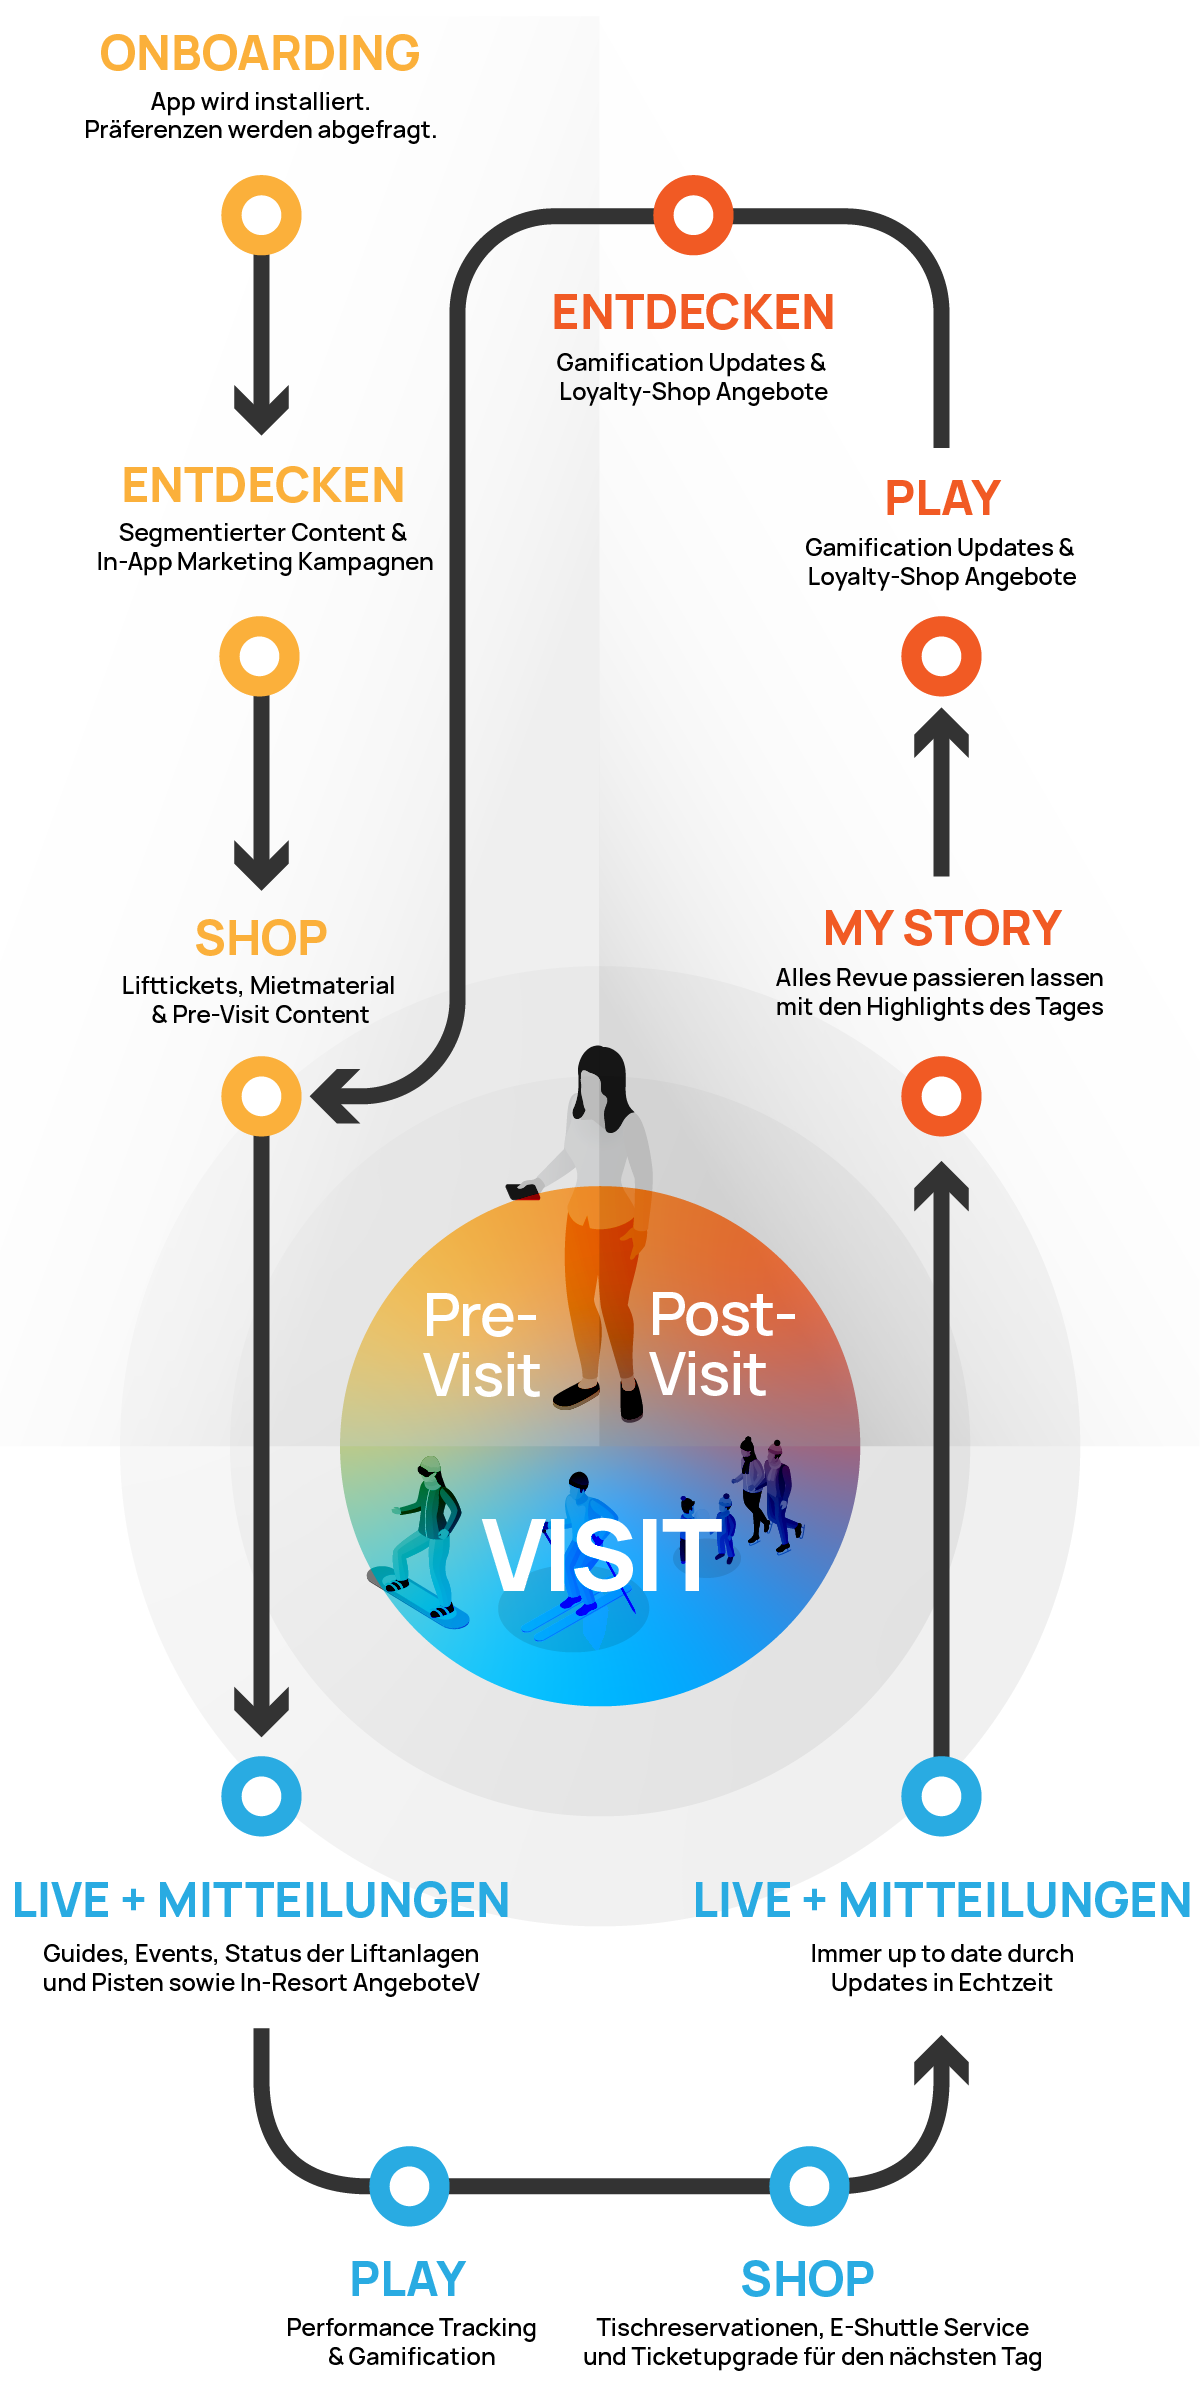 ONBOARDING
App wird installiert.
Präferenzen werden abgefragt.
ENTDECKEN
Segmentierter Content &
In-App Marketing Kampagnen
SHOP
Lifttickets, Mietmaterial
& Pre-Visit Content
ENTDECKEN
Gamification Updates &
Loyalty-Shop Angebote
PLAY
Gamification Updates &
Loyalty-Shop Angebote
MY STORY
Alles Revue passieren lassen
mit den Highlights des Tages
Pre-
Visit
Post-
Visit
VISIT
LIVE + MITTEILUNGEN
Guides, Events, Status der Liftanlagen
und Pisten sowie In-Resort AngeboteV
LIVE + MITTEILUNGEN
Immer up to date durch
Updates in Echtzeit
PLAY
Performance Tracking
& Gamification
SHOP
Tischreservationen, E-Shuttle Service
und Ticketupgrade für den nächsten Tag